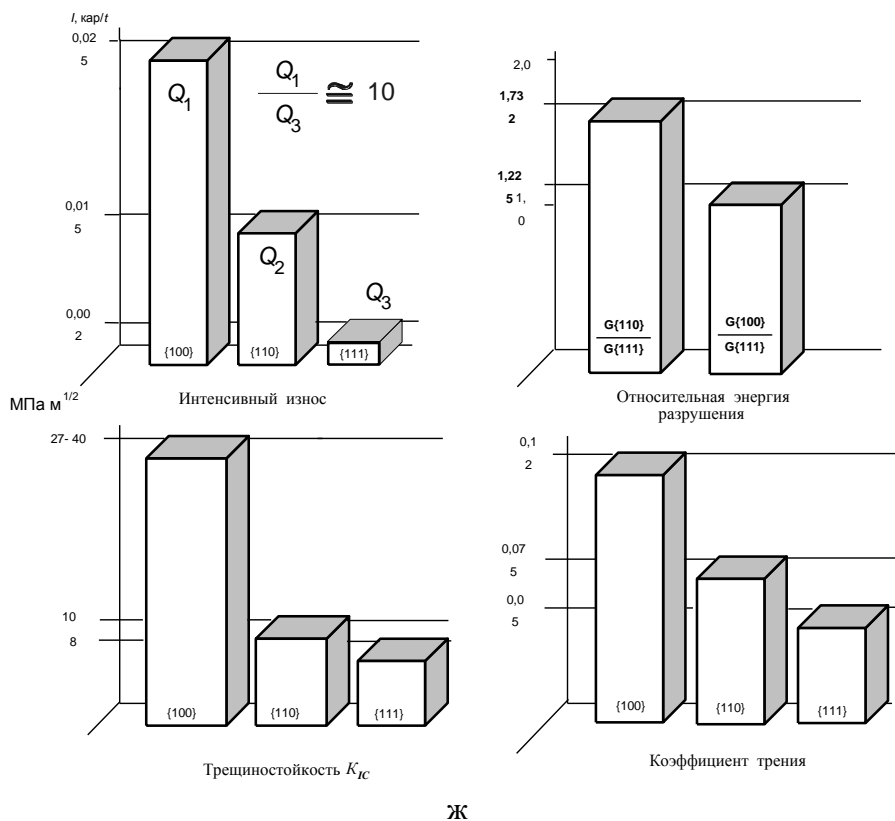 I, кар/t
0,02
5
Q1
Q1
Q3
≅ 10
0,01
5
Q2
0,00
2
Q3
{100}
{110}
{111}
Интенсивный износ
2,0
1,73
2
1,22
5 1,
0
G{110}
G{111}
G{100}
G{111}
Относительная энергия
разрушения
МПа м 1/2
27- 40
10
8
{100}
{110}
{111}
Трещиностойкость KIC
0,1
2
0,07
5
0,0
5
{100}
{110}
{111}
Коэффициент трения
ж